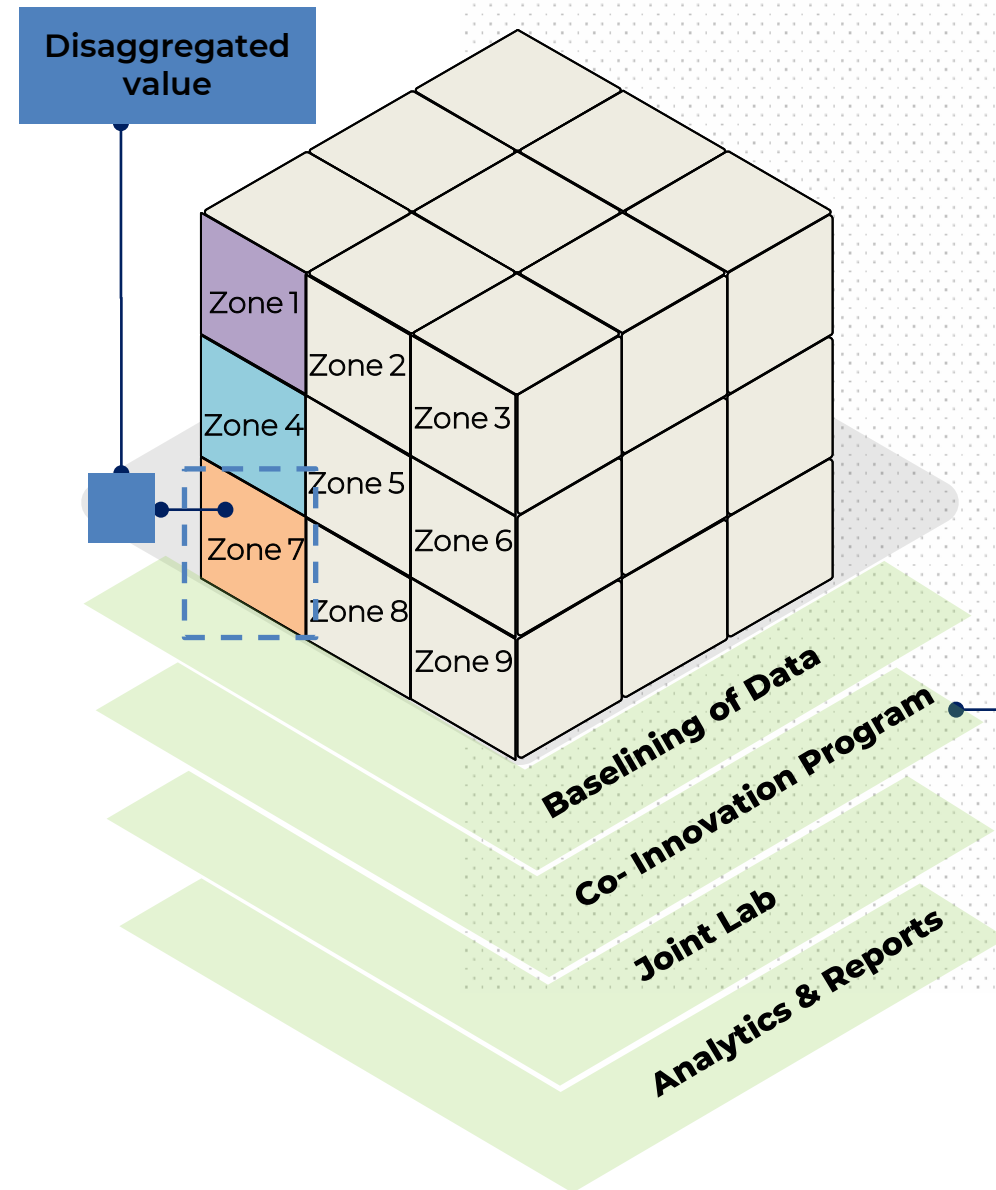 Disaggregated
value
Zone 1
Zone 2
Zone 3
Zone 4
Zone 5
Zone 6
Zone 7
Zone 8
Zone 9
Baselining of Data
Co- Innovation Program
Joint Lab
Analytics & Reports